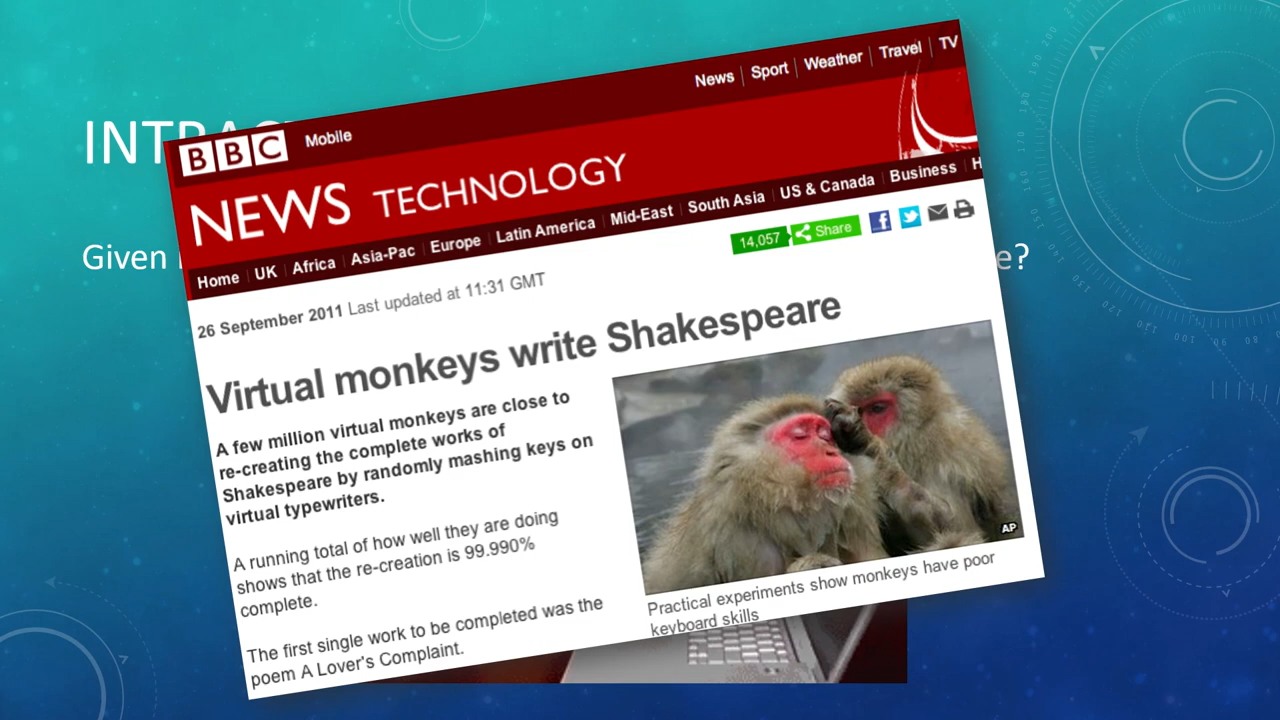 News | Sport | Weather | Travel | TV
BBC Mobile
NEWS TECHNOLOGY
Home UK Africa Asia-Pac Europe Latin America Mid-East South Asia US & Canada Business
14,057 Share
Given
e?
26 September 2011 Last updated at 11:31 GMT
Virtual monkeys write Shakespeare
A few million virtual monkeys are close to
re-creating the complete works of
Shakespeare by randomly mashing keys on
virtual typewriters.
A running total of how well they are doing
shows that the re-creation is 99.990%
complete.
The first single work to be completed was the
poem A Lover's Complaint.
AP
Practical experiments show monkeys have poor
keyboard skills